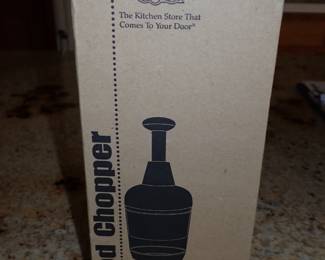 The Kitchen Store That
Comes To Your Door®
Chopper